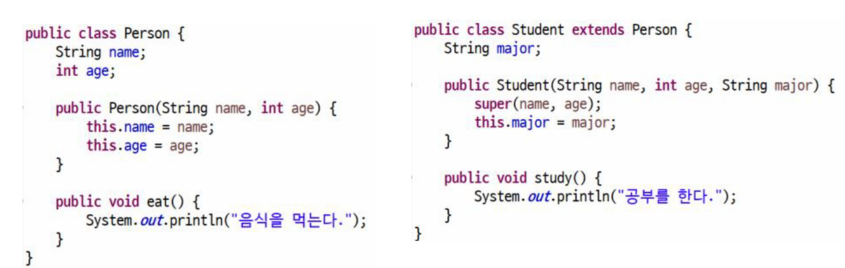 public class Person {
    String name;
    int age;

    public Person(String name, int age) {
        this.name = name;
        this.age = age;
    }

    public void eat() {
        System.out.println("음식을 먹는다.");
    }
}

public class Student extends Person {
    String major;

    public Student(String name, int age, String major) {
        super(name, age);
        this.major = major;
    }

    public void study() {
        System.out.println("공부를 한다.");
    }
}